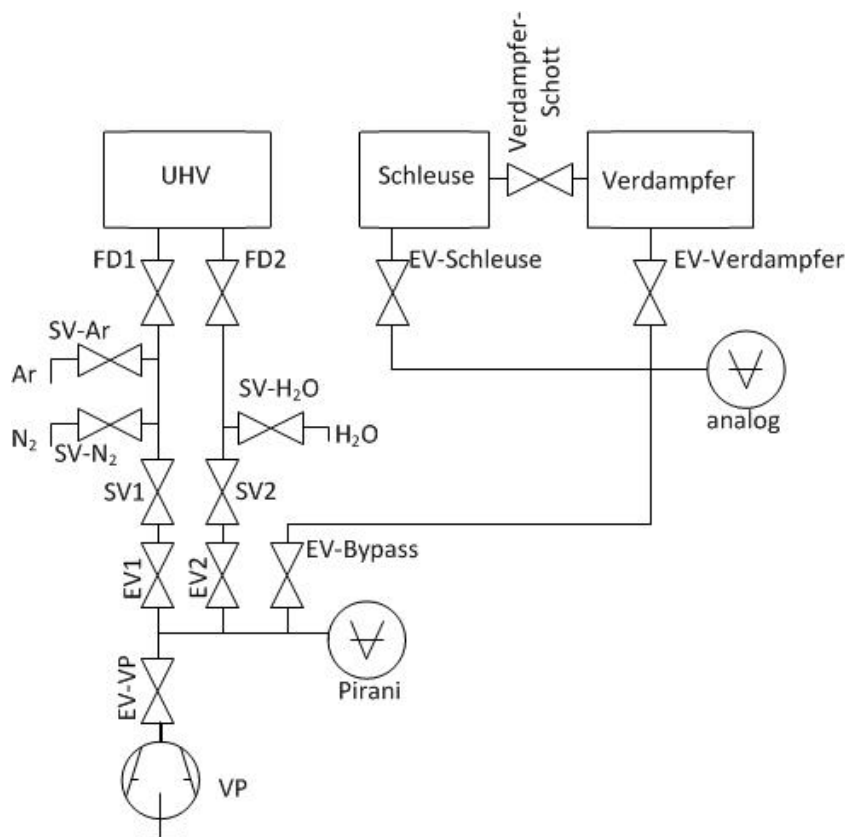 Verdampfer-
Schott
UHV
Schleuse
Verdampfer
FD1
FD2
EV-Schleuse
EV-Verdampfer
SV-Ar
Ar
SV-H₂O
analog
N₂
SV-N₂
H₂O
SV1
SV2
EV1
EV2
EV-Bypass
EV-VP
Pirani
VP